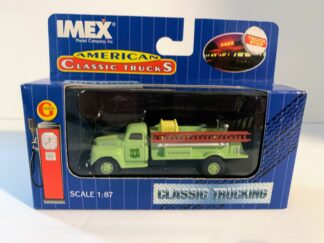 IMEX
Model Company, Inc.
AMERICAN
CLASSIC TRUCKS
SCALE 1:87
CLASSIC TRUCKING